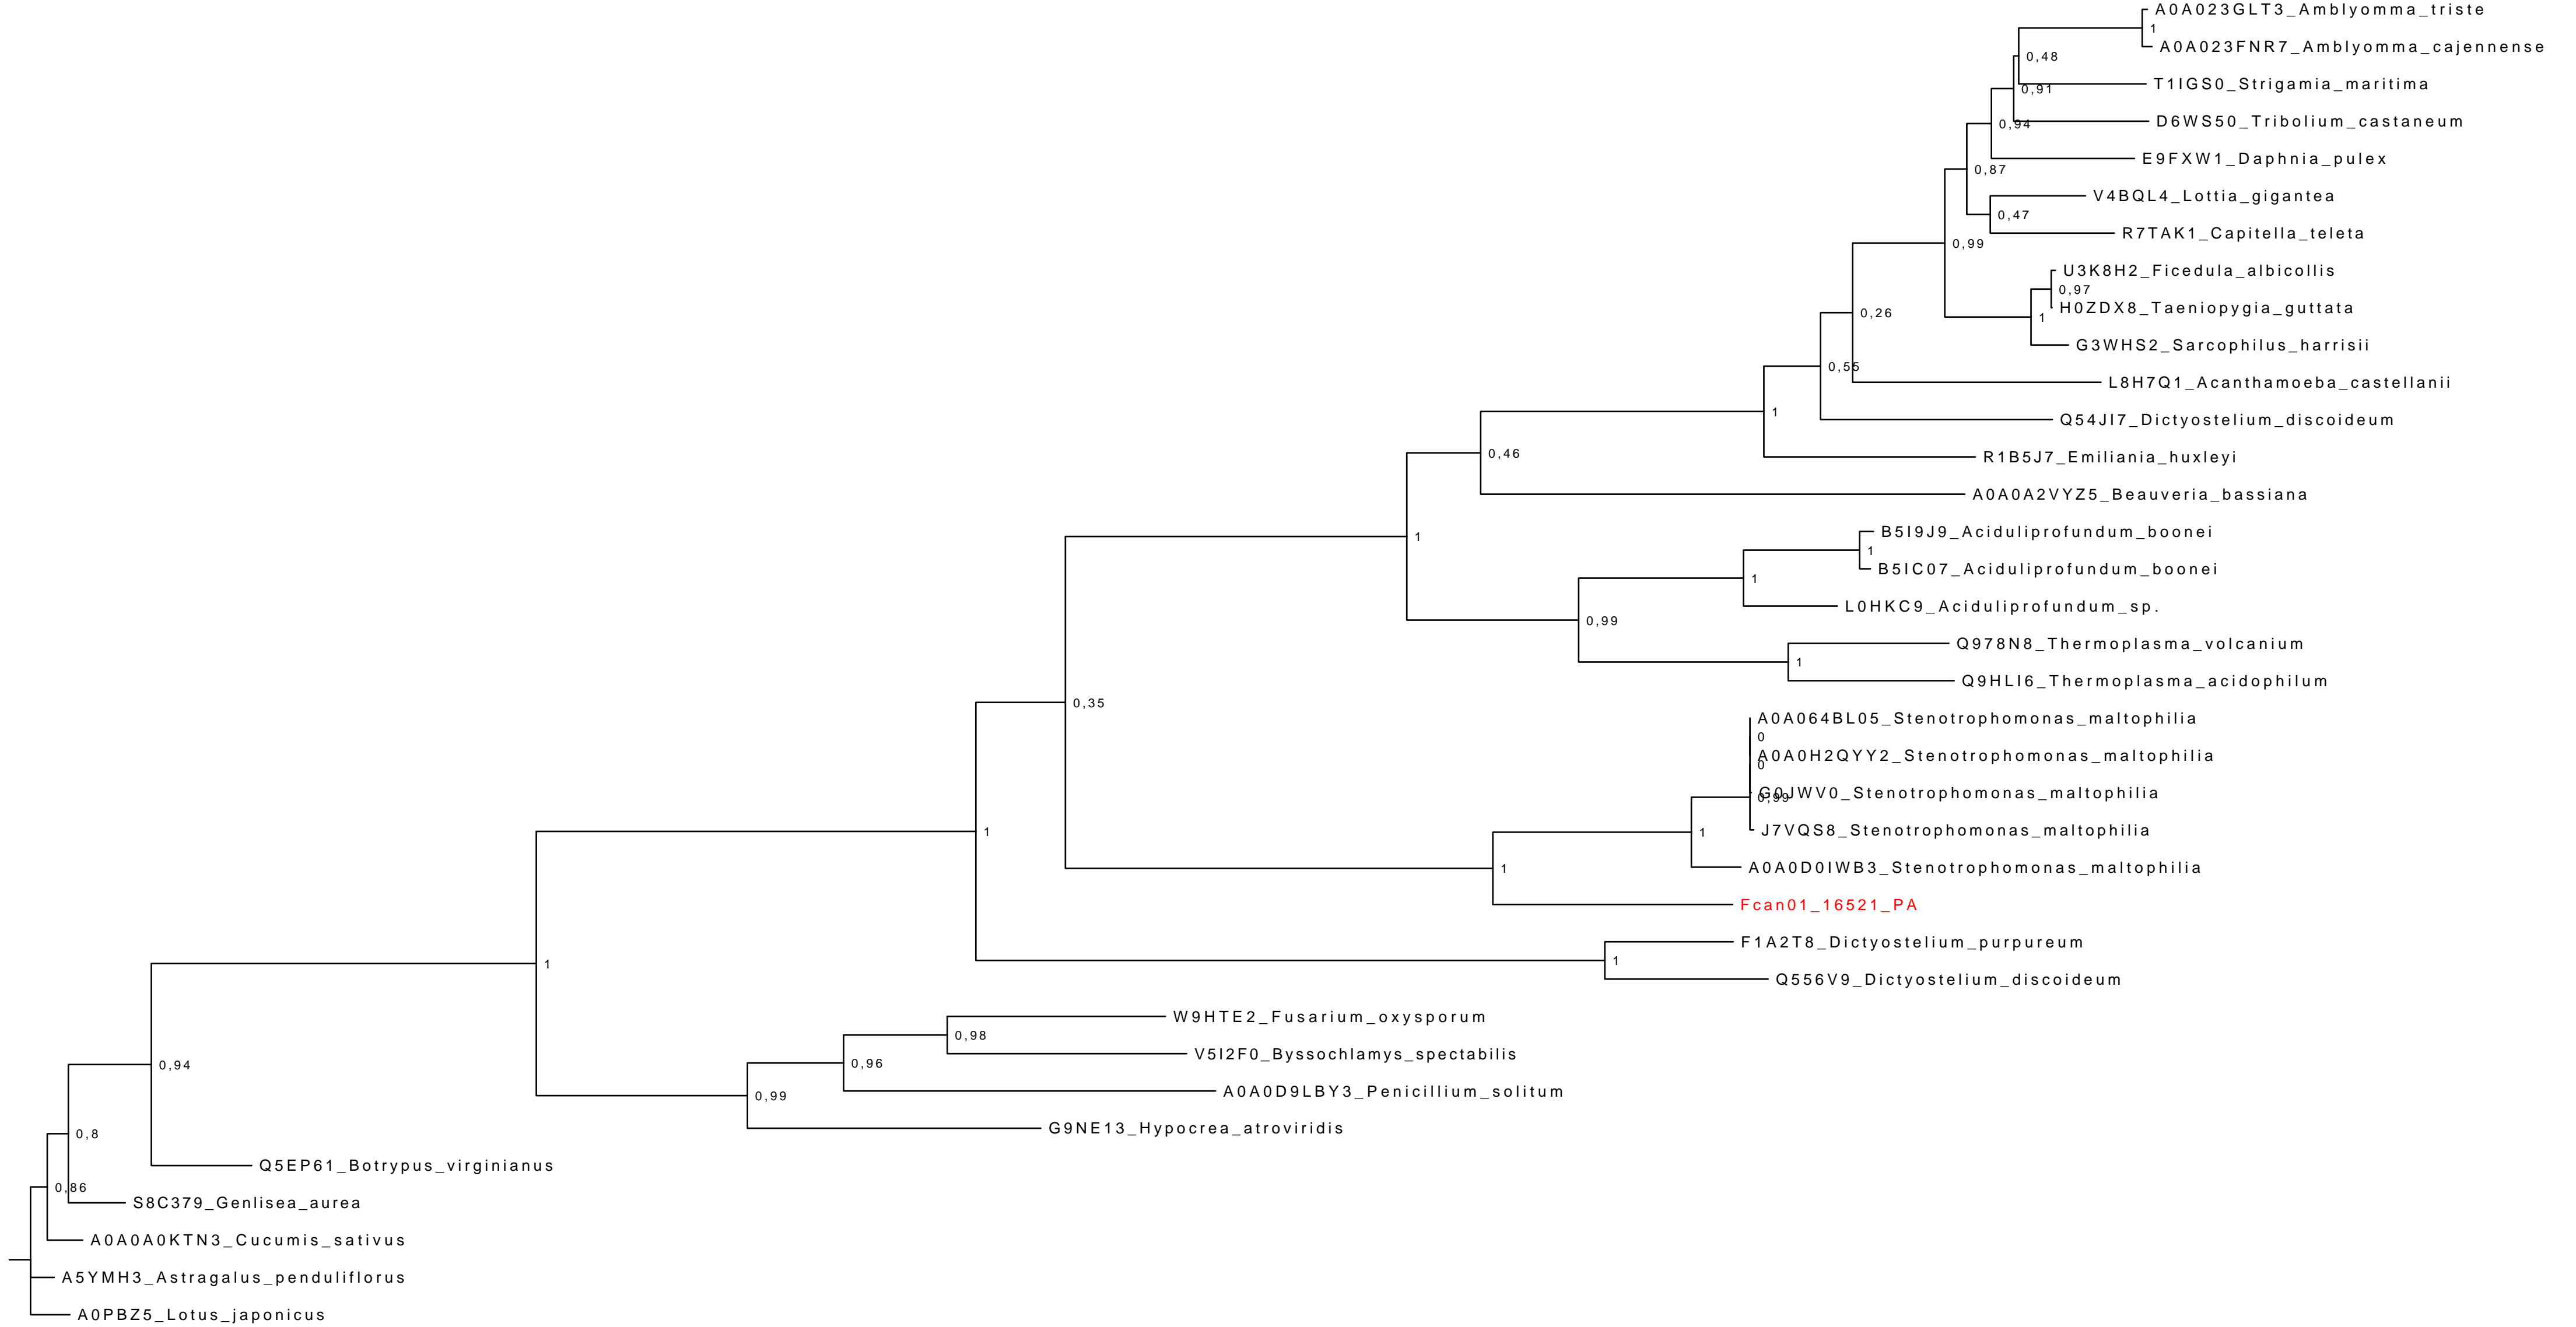 A0A023GLT3_Amblyomma_triste
1
A0A023FNR7_Amblyomma_cajennense
0,48
T1IGS0_Strigamia_maritima
0,91
D6WS50_Tribolium_castaneum
0,94
E9FXW1_Daphnia_pulex
0,87
V4BQL4_Lottia_gigantea
0,47
R7TAK1_Capitella_teleta
0,99
U3K8H2_Ficedula_albicollis
0,97
H0ZDX8_Taeniopygia_guttata
1
0,26
G3WHS2_Sarcophilus_harrisii
0,55
L8H7Q1_Acanthamoeba_castellanii
1
Q54JI7_Dictyostelium_discoideum
0,46
R1B5J7_Emiliania_huxleyi
A0A0A2VYZ5_Beauveria_bassiana
B5I9J9_Aciduliprofundum_boonei
1
1
B5IC07_Aciduliprofundum_boonei
1
L0HKC9_Aciduliprofundum_sp.
0,99
Q978N8_Thermoplasma_volcanium
1
Q9HLI6_Thermoplasma_acidophilum
0,35
A0A064BL05_Stenotrophomonas_maltophilia
0
A0A0H2QYY2_Stenotrophomonas_maltophilia
0
G0JWV0_Stenotrophomonas_maltophilia
0,99
J7VQS8_Stenotrophomonas_maltophilia
1
1
A0A0D0IWB3_Stenotrophomonas_maltophilia
1
Fcan01_16521_PA
F1A2T8_Dictyostelium_purpureum
1
1
Q556V9_Dictyostelium_discoideum
W9HTE2_Fusarium_oxysporum
0,98
V5I2F0_Byssochlamys_spectabilis
0,96
0,94
A0A0D9LBY3_Penicillium_solitum
0,99
G9NE13_Hypocrea_atroviridis
0,8
Q5EP61_Botrypus_virginianus
0,86
S8C379_Genlisea_aurea
A0A0A0KTN3_Cucumis_sativus
A5YMH3_Astragalus_penduliflorus
A0PBZ5_Lotus_japonicus